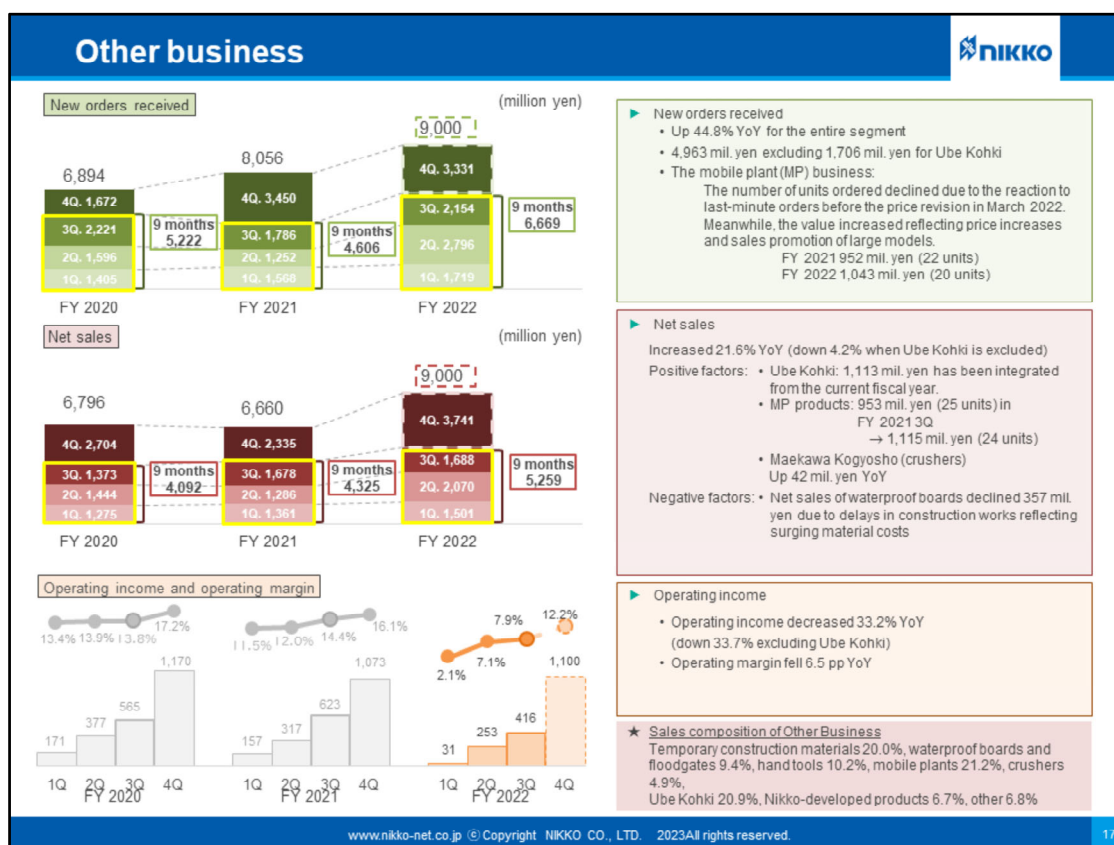 Other business
NIKKO
New orders received
(million yen)
6,894
4Q. 1,672
3Q. 2,221
2Q. 1,596
1Q. 1,405
9 months
5,222
FY 2020
8,056
4Q. 3,450
3Q. 1,786
2Q. 1,252
1Q. 1,568
9 months
4,606
FY 2021
9,000
4Q. 3,331
3Q. 2,154
2Q. 2,796
1Q. 1,719
9 months
6,669
FY 2022
Net sales
(million yen)
6,796
4Q. 2,704
3Q. 1,373
2Q. 1,444
1Q. 1,275
9 months
4,092
FY 2020
6,660
4Q. 2,335
3Q. 1,678
2Q. 1,286
1Q. 1,361
9 months
4,325
FY 2021
9,000
4Q. 3,741
3Q. 1,688
2Q. 2,070
1Q. 1,501
9 months
5,259
FY 2022
Operating income and operating margin
13.4% 13.9% 13.8% 17.2%
171 377 565 1,170
1Q 2Q 3Q 4Q
FY 2020
11.5% 12.0% 14.4% 16.1%
157 317 623 1,073
1Q 2Q 3Q 4Q
FY 2021
2.1% 7.1% 7.9% 12.2%
31 253 416 1,100
1Q 2Q 3Q 4Q
FY 2022
► New orders received
• Up 44.8% YoY for the entire segment
• 4,963 mil. yen excluding 1,706 mil. yen for Ube Kohki
• The mobile plant (MP) business:
The number of units ordered declined due to the reaction to
last-minute orders before the price revision in March 2022.
Meanwhile, the value increased reflecting price increases
and sales promotion of large models.
FY 2021 952 mil. yen (22 units)
FY 2022 1,043 mil. yen (20 units)
► Net sales
Increased 21.6% YoY (down 4.2% when Ube Kohki is excluded)
Positive factors: • Ube Kohki: 1,113 mil. yen has been integrated
from the current fiscal year.
• MP products: 953 mil. yen (25 units) in
FY 2021 3Q
→ 1,115 mil. yen (24 units)
• Maekawa Kogyosho (crushers)
Up 42 mil. yen YoY
Negative factors: • Net sales of waterproof boards declined 357 mil.
yen due to delays in construction works reflecting
surging material costs
► Operating income
• Operating income decreased 33.2% YoY
(down 33.7% excluding Ube Kohki)
• Operating margin fell 6.5 pp YoY
★ Sales composition of Other Business
Temporary construction materials 20.0%, waterproof boards and
floodgates 9.4%, hand tools 10.2%, mobile plants 21.2%, crushers
4.9%,
Ube Kohki 20.9%, Nikko-developed products 6.7%, other 6.8%
www.nikko-net.co.jp © Copyright NIKKO CO., LTD. 2023All rights reserved.
17